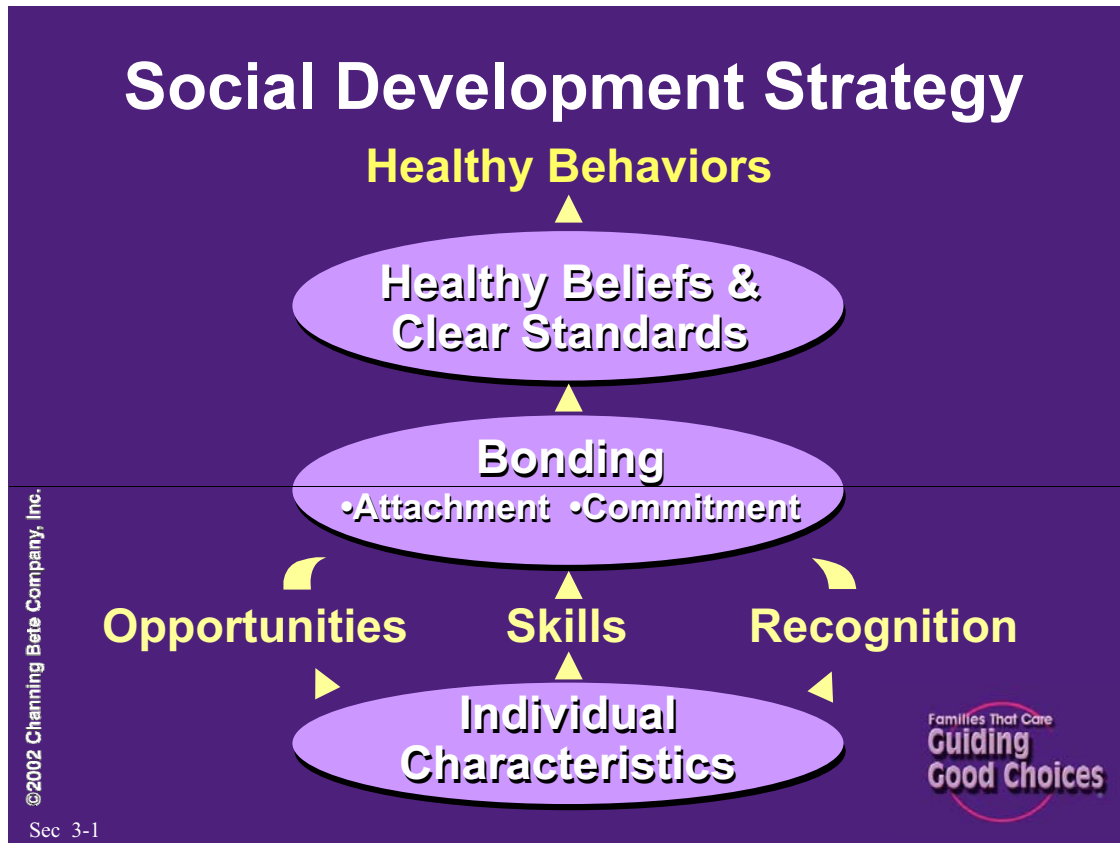 Social Development Strategy
Healthy Behaviors
Healthy Beliefs &
Clear Standards
Bonding
•Attachment •Commitment
Opportunities Skills Recognition
Individual
Characteristics
©2002 Channing Bete Company, Inc.
Families That Care
Guiding
Good Choices
Sec 3-1